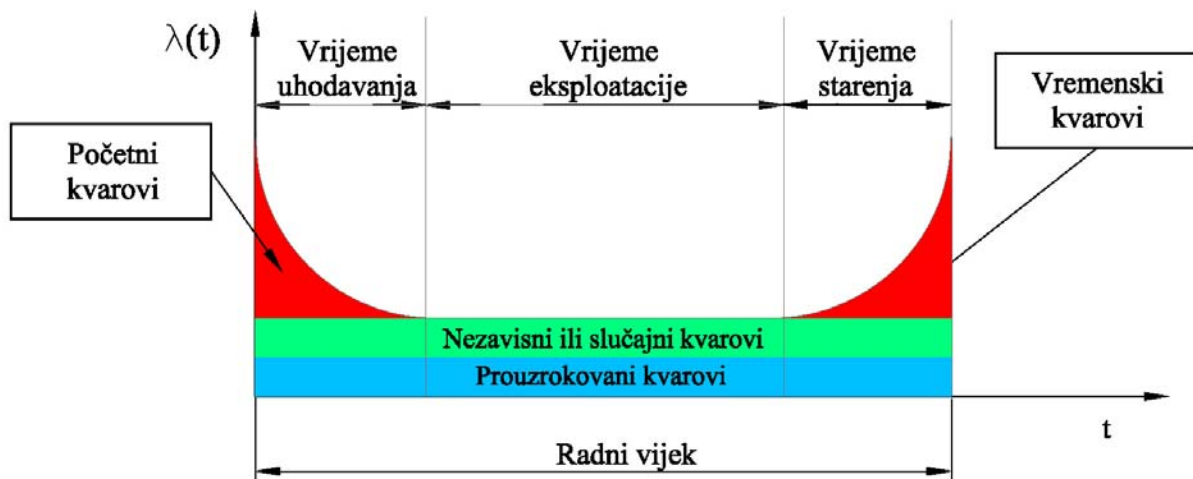 λ(t)
Vrijeme
uhodavanja
Vrijeme
eksploatacije
Vrijeme
starenja
Vremenski
kvarovi
Početni
kvarovi
Nezavisni ili slučajni kvarovi
Prouzrokovani kvarovi
t
Radni vijek